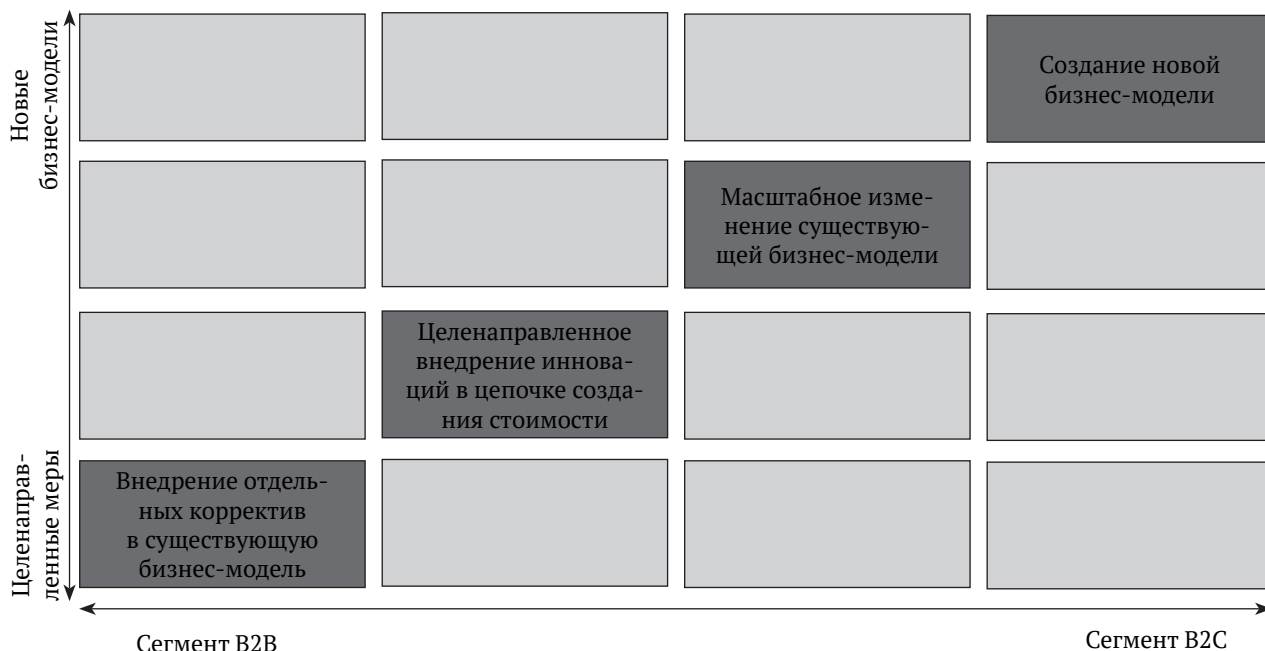 Новые
бизнес-модели
Создание новой
бизнес-модели
Масштабное изме-
нение существую-
щей бизнес-модели
Целенаправленное
внедрение иннова-
ций в цепочке созда-
ния стоимости
Целенаправ-
ленные меры
Внедрение отдель-
ных корректив
в существующую
бизнес-модель
Сегмент B2B
Сегмент B2C